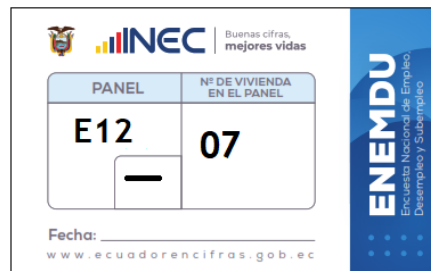 INEC
Buenas cifras,
mejores vidas
PANEL
Nº DE VIVIENDA
EN EL PANEL
E12
07
—
Fecha:
www.ecuadorencifras.gob.ec
ENEMDU
Encuesta Nacional de Empleo,
Desempleo y Subempleo